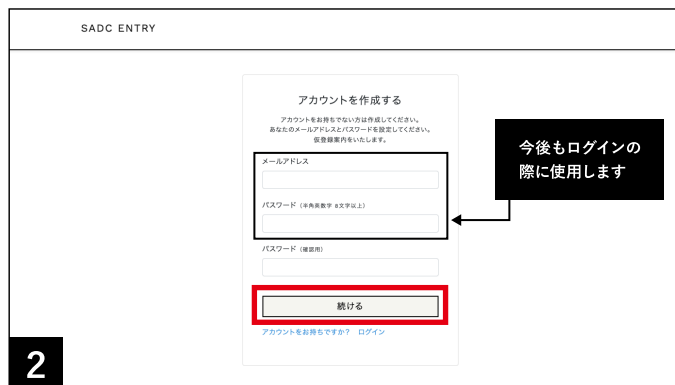 SADC ENTRY
アカウントを作成する
アカウントをお持ちでない方は作成してください。
あなたのメールアドレスとパスワードを設定してください。
仮登録案内をいたします。
メールアドレス
パスワード（半角英数字 8文字以上）
パスワード（確認用）
続ける
アカウントをお持ちですか？ ログイン
今後もログインの
際に使用します
2